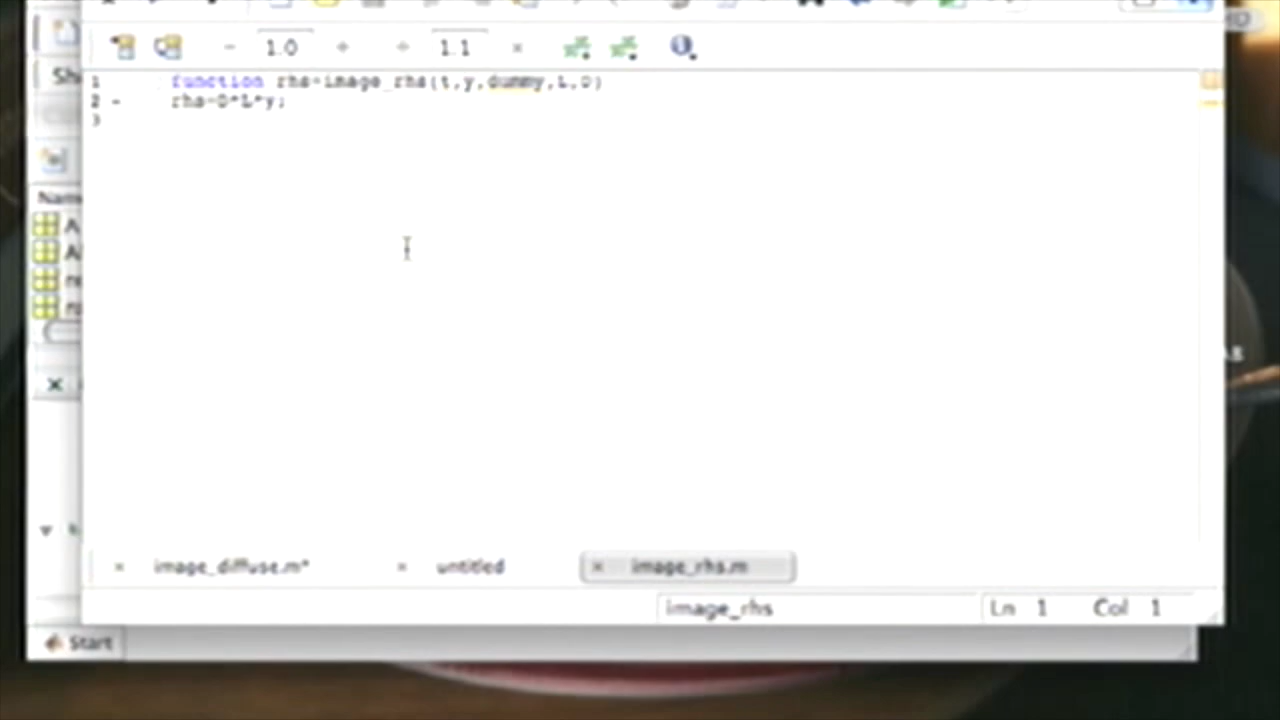 1.0
1.1
1 function rhs=image_rhs(t,y,dummy,L,D)
2 - rhs=D*L*y;
3
image_diffuse.m*
untitled
image_rhs.m
image_rhs
Ln 1 Col 1
Start